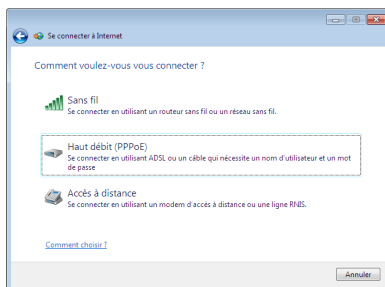 Se connecter à Internet
Comment voulez-vous vous connecter ?
Sans fil
Se connecter en utilisant un routeur sans fil ou un réseau sans fil.
Haut débit (PPPoE)
Se connecter en utilisant ADSL ou un câble qui nécessite un nom d'utilisateur et un mot
de passe
Accès à distance
Se connecter en utilisant un modem d'accès à distance ou une ligne RNIS.
Comment choisir ?
Annuler